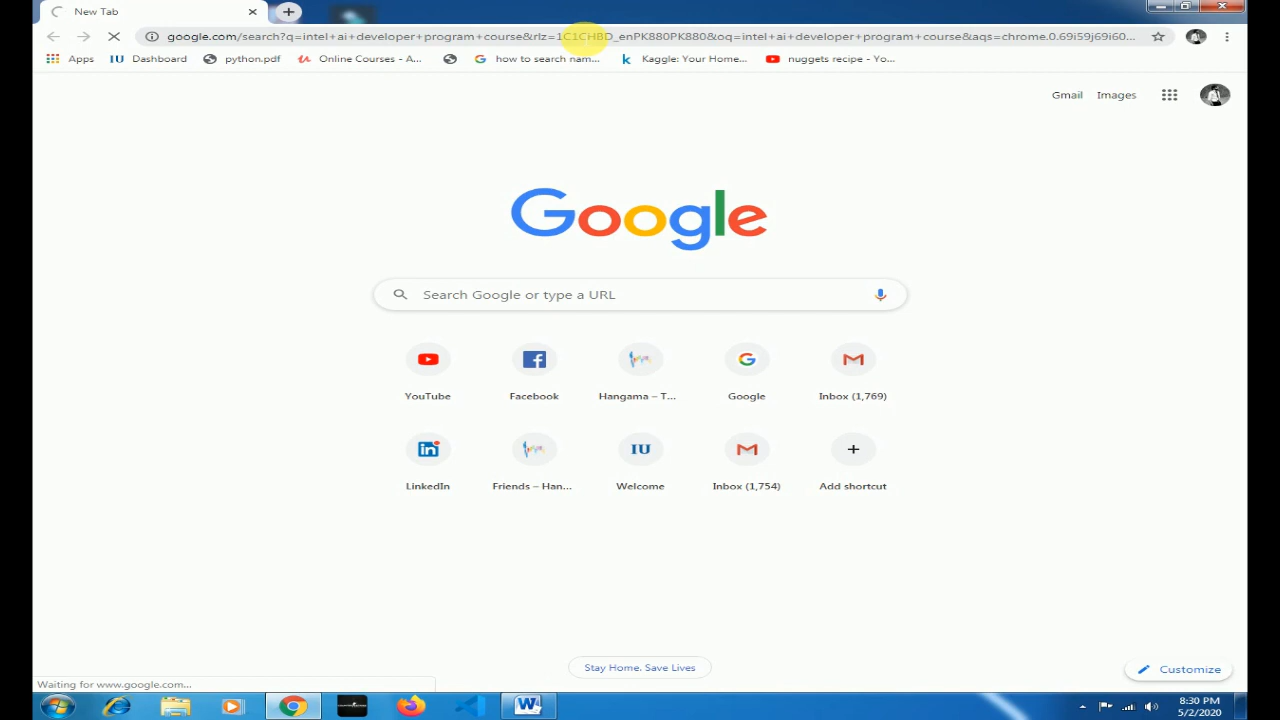 New Tab
google.com/search?q=intel+ai+developer+program+course&rlz=1C1CHBD_enPK880PK880&oq=intel+ai+developer+program+course&aqs=chrome.0.69i59j69i60...
Apps
IU Dashboard
python.pdf
Online Courses - A...
how to search nam...
Kaggle: Your Home...
nuggets recipe - Yo...
Gmail Images
Google
Search Google or type a URL
YouTube
Facebook
Hangama – T...
Google
Inbox (1,769)
LinkedIn
Friends – Han...
IU
Welcome
Inbox (1,754)
Add shortcut
Stay Home. Save Lives
Customize
Waiting for www.google.com...
8:30 PM
5/2/2020